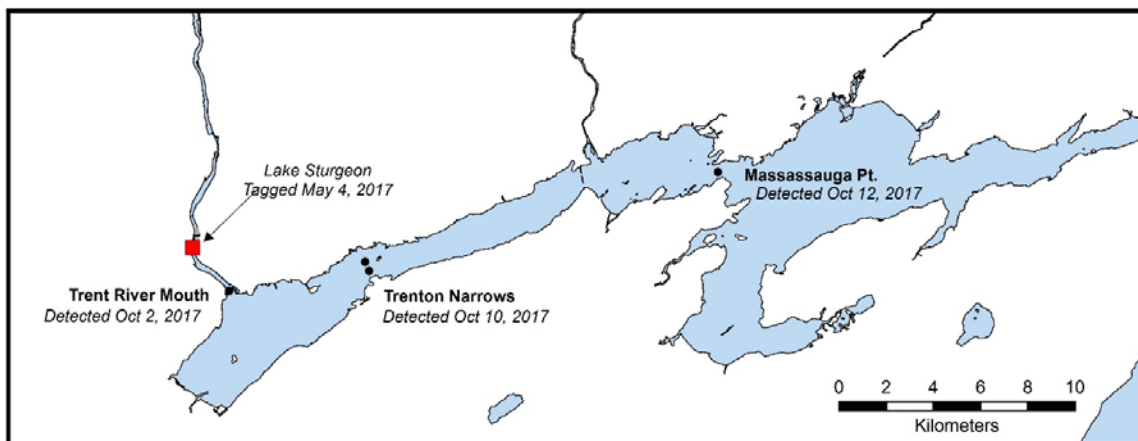 Lake Sturgeon
Tagged May 4, 2017
Massassauga Pt.
Detected Oct 12, 2017
Trent River Mouth
Detected Oct 2, 2017
Trenton Narrows
Detected Oct 10, 2017
0 2 4 6 8 10
Kilometers